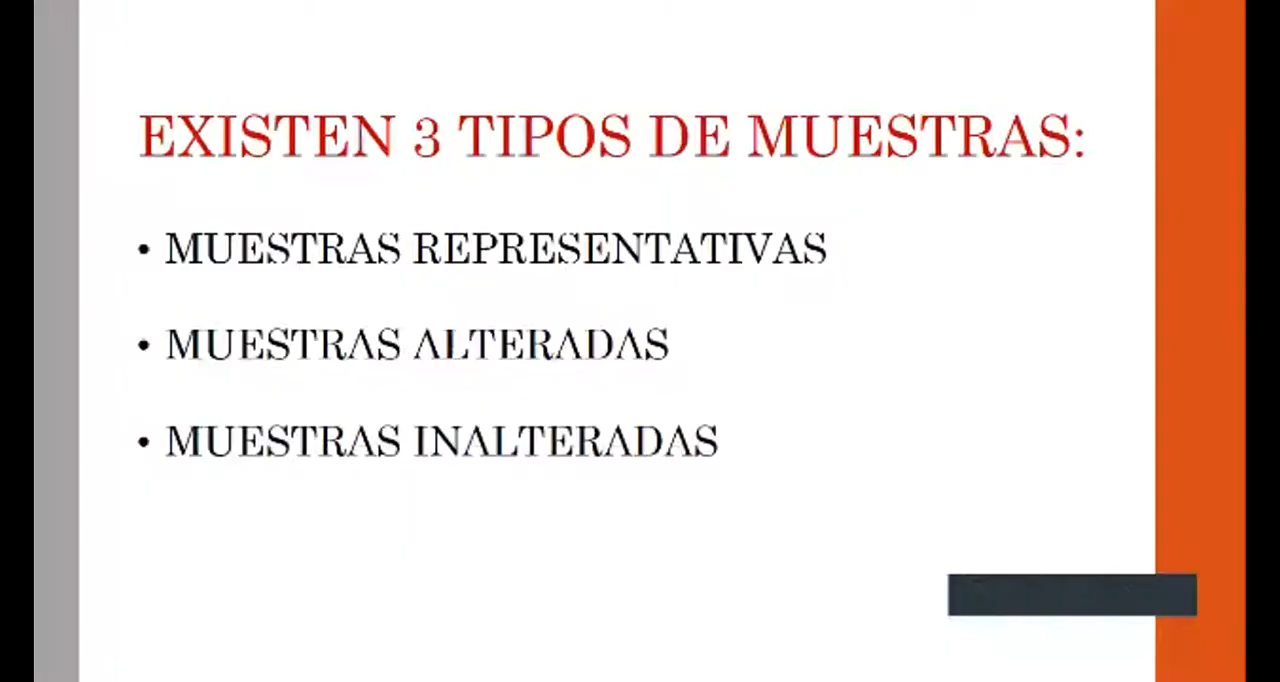 EXISTEN 3 TIPOS DE MUESTRAS:
• MUESTRAS REPRESENTATIVAS
• MUESTRAS ALTERADAS
• MUESTRAS INALTERADAS